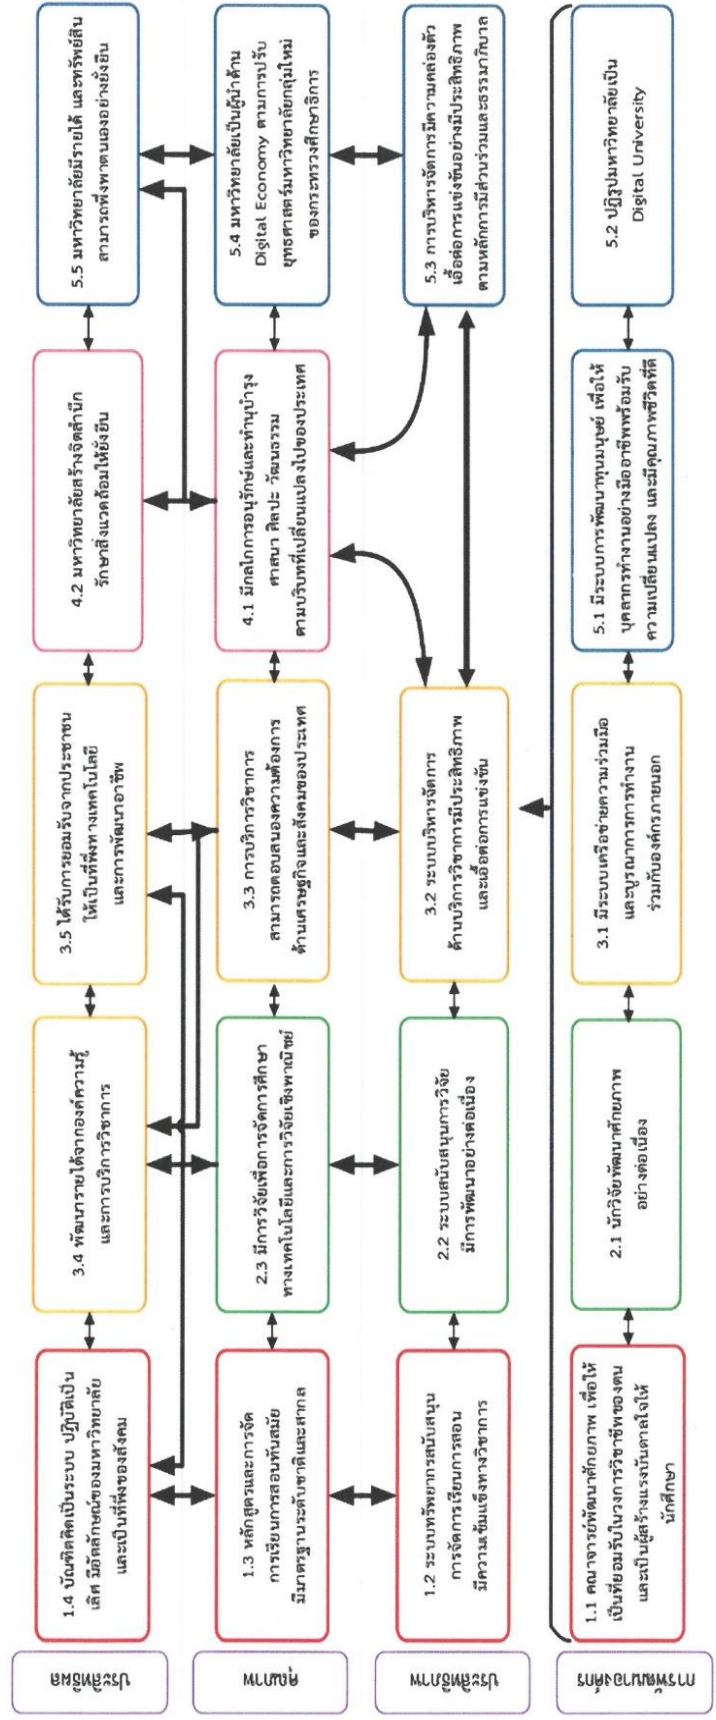 ประสิทธิผล
1.4 บัณฑิตคิดเป็นระบบ ปฏิบัติเป็น
เลิศ มีอัตลักษณ์ของมหาวิทยาลัย
และเป็นที่พึ่งของสังคม
3.4 พัฒนารายได้จากองค์ความรู้
และการบริการวิชาการ
3.5 ได้รับการยอมรับจากประชาชน
ให้เป็นที่พึ่งทางเทคโนโลยี
และการพัฒนาอาชีพ
4.2 มหาวิทยาลัยสร้างจิตสำนึก
รักษาสิ่งแวดล้อมให้ยั่งยืน
5.5 มหาวิทยาลัยมีรายได้ และทรัพย์สิน
สามารถพึ่งพาตนเองอย่างยั่งยืน
คุณภาพ
1.3 หลักสูตรและการจัด
การเรียนการสอนทันสมัย
มีมาตรฐานระดับชาติและสากล
2.3 มีการวิจัยเพื่อการจัดการศึกษา
ทางเทคโนโลยีและการวิจัยเชิงพาณิชย์
3.3 การบริการวิชาการ
สามารถตอบสนองความต้องการ
ด้านเศรษฐกิจและสังคมของประเทศ
4.1 มีกลไกการอนุรักษ์และทำนุบำรุง
ศาสนา ศิลปะ วัฒนธรรม
ตามบริบทที่เปลี่ยนแปลงไปของประเทศ
5.4 มหาวิทยาลัยเป็นผู้นำด้าน
Digital Economy ตามการปรับ
ยุทธศาสตร์มหาวิทยาลัยกลุ่มใหม่
ของกระทรวงศึกษาธิการ
ประสิทธิภาพ
1.2 ระบบทรัพยากรสนับสนุน
การจัดการเรียนการสอน
มีความเข้มแข็งทางวิชาการ
2.2 ระบบสนับสนุนการวิจัย
มีการพัฒนาอย่างต่อเนื่อง
3.2 ระบบบริหารจัดการ
ด้านบริการวิชาการมีประสิทธิภาพ
และเอื้อต่อการแข่งขัน
5.3 การบริหารจัดการมีความคล่องตัว
เอื้อต่อการแข่งขันอย่างมีประสิทธิภาพ
ตามหลักการมีส่วนร่วมและธรรมาภิบาล
การพัฒนาองค์กร
1.1 คณาจารย์พัฒนาศักยภาพ เพื่อให้
เป็นที่ยอมรับในวงการวิชาชีพของตน
และเป็นผู้สร้างแรงบันดาลใจให้
นักศึกษา
2.1 นักวิจัยพัฒนาศักยภาพ
อย่างต่อเนื่อง
3.1 มีระบบเครือข่ายความร่วมมือ
และบูรณาการการทำงาน
ร่วมกับองค์กรภายนอก
5.1 มีระบบการพัฒนาทุนมนุษย์ เพื่อให้
บุคลากรทำงานอย่างมืออาชีพพร้อมรับ
ความเปลี่ยนแปลง และมีคุณภาพชีวิตที่ดี
5.2 ปฏิรูปมหาวิทยาลัยเป็น
Digital University